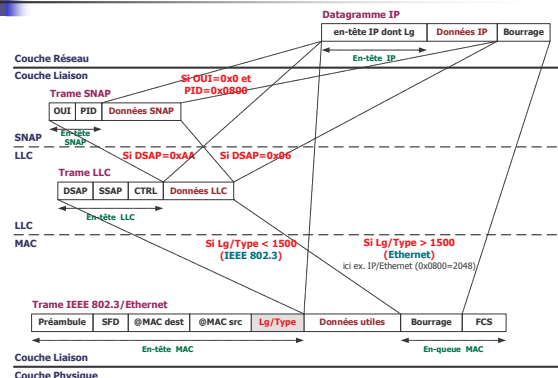 Datagramme IP
en-tête IP dont Lg Données IP Bourrage
En-tête IP
Couche Réseau
Couche Liaison
Si OUI=0x0 et
PID=0x0800
Trame SNAP
OUI PID Données SNAP
En-tête
SNAP
SNAP
LLC
Si DSAP=0xAA Si DSAP=0x06
Trame LLC
DSAP SSAP CTRL Données LLC
En-tête LLC
LLC
MAC
Si Lg/Type < 1500
(IEEE 802.3)
Si Lg/Type > 1500
(Ethernet)
ici ex. IP/Ethernet (0x0800=2048)
Trame IEEE 802.3/Ethernet
Préambule SFD @MAC dest @MAC src Lg/Type Données utiles Bourrage FCS
En-tête MAC En-queue MAC
Couche Liaison
Couche Physique